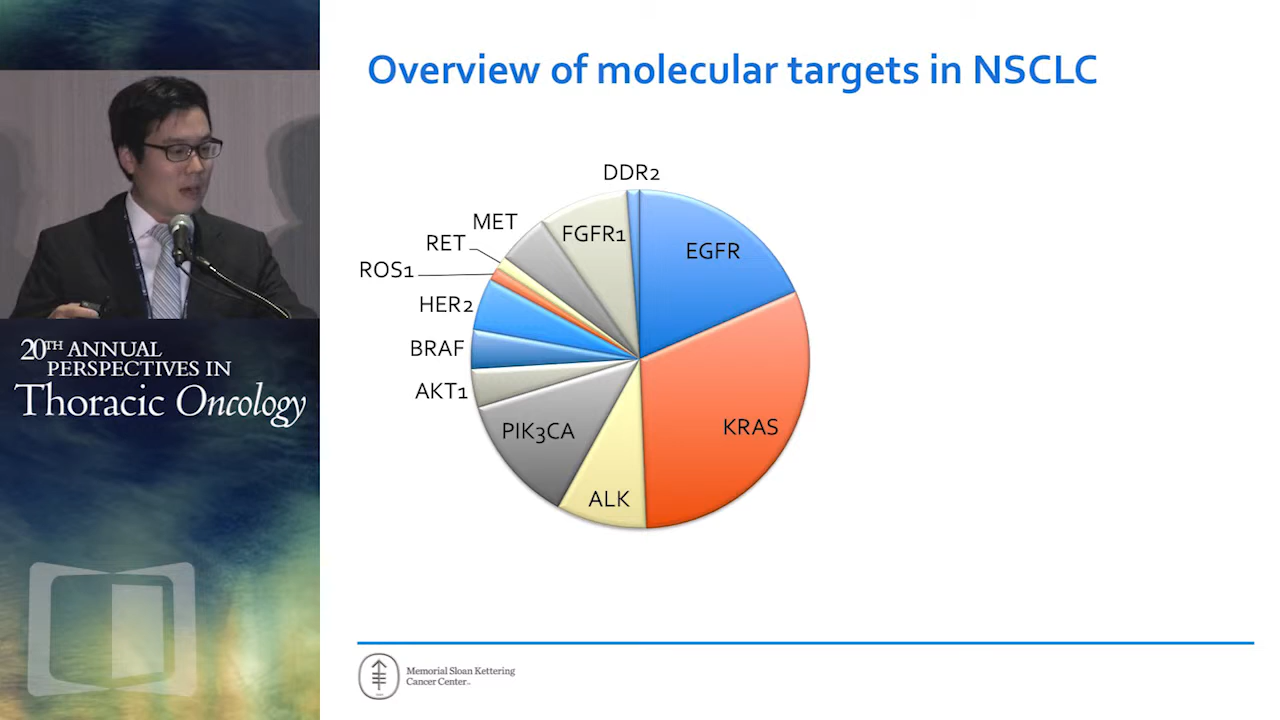 Overview of molecular targets in NSCLC
DDR2
MET
FGFR1
EGFR
RET
ROS1
HER2
BRAF
AKT1
PIK3CA
KRAS
ALK
20TH ANNUAL
PERSPECTIVES IN
Thoracic Oncology
Memorial Sloan Kettering
Cancer Center